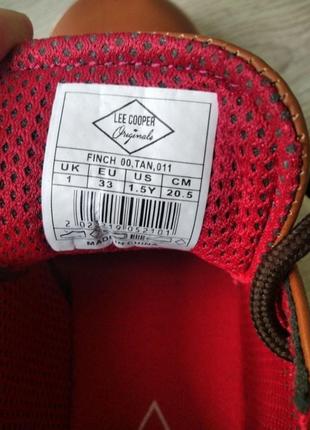 LEE COOPER
Originals
FINCH 00,TAN,011
UK EU US CM
1 33 1.5Y 20.5
MADE IN CHINA